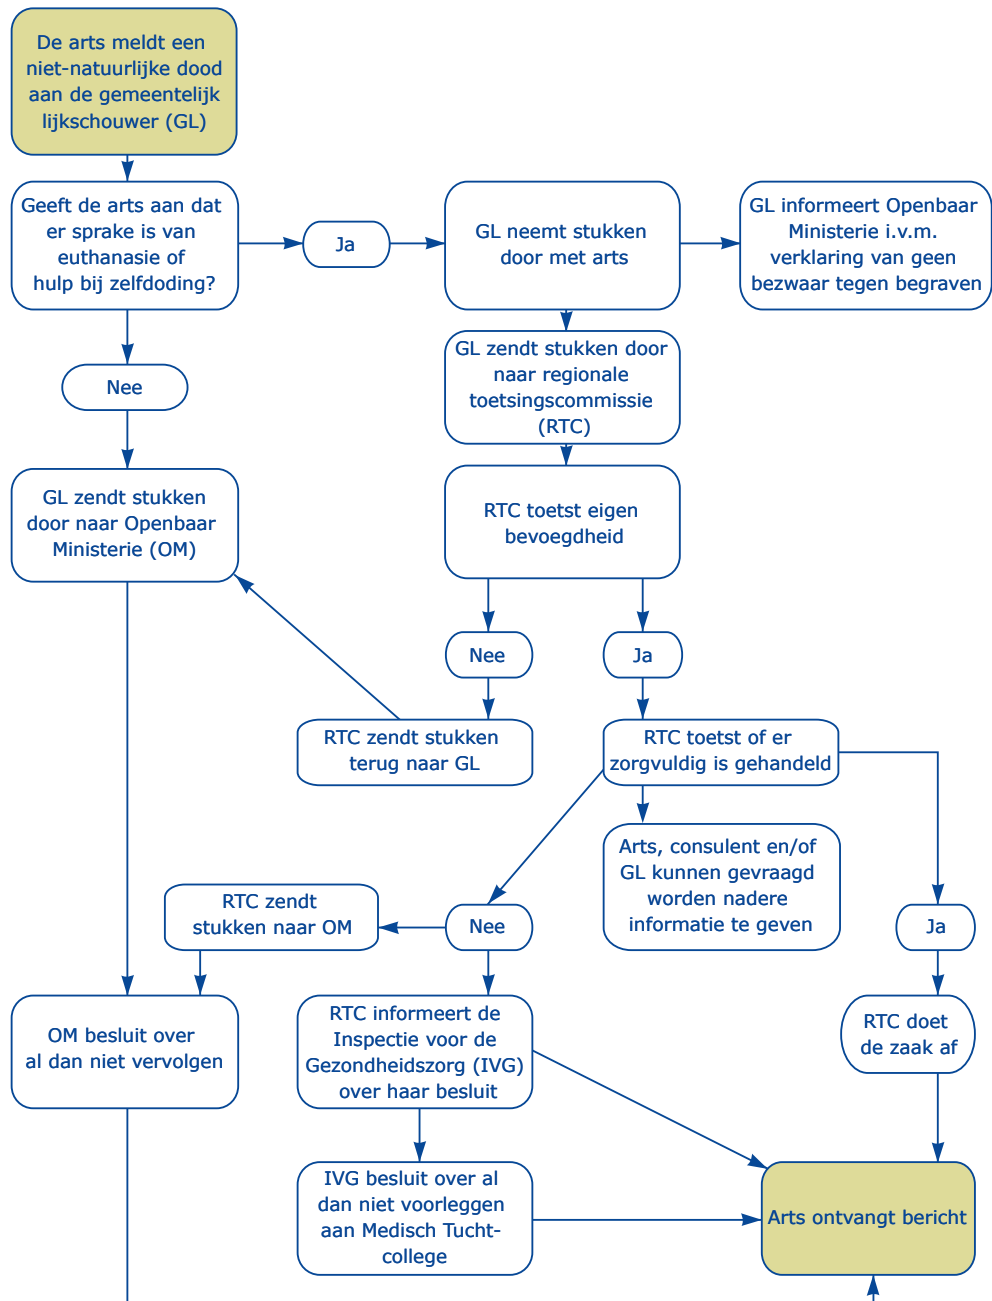 De arts meldt een
niet-natuurlijke dood
aan de gemeentelijk
lijkschouwer (GL)
Geeft de arts aan dat
er sprake is van
euthanasie of
hulp bij zelfdoding?
Ja
GL neemt stukken
door met arts
GL informeert Openbaar
Ministerie i.v.m.
verklaring van geen
bezwaar tegen begraven
GL zendt stukken door
naar regionale
toetsingscommissie
(RTC)
Nee
GL zendt stukken
door naar Openbaar
Ministerie (OM)
RTC toetst eigen
bevoegdheid
Nee
Ja
RTC zendt stukken
terug naar GL
RTC toetst of er
zorgvuldig is gehandeld
Arts, consulent en/of
GL kunnen gevraagd
worden nadere
informatie te geven
RTC zendt
stukken naar OM
Nee
Ja
OM besluit over
al dan niet vervolgen
RTC informeert de
Inspectie voor de
Gezondheidszorg (IVG)
over haar besluit
RTC doet
de zaak af
IVG besluit over al
dan niet voorleggen
aan Medisch Tucht-
college
Arts ontvangt bericht